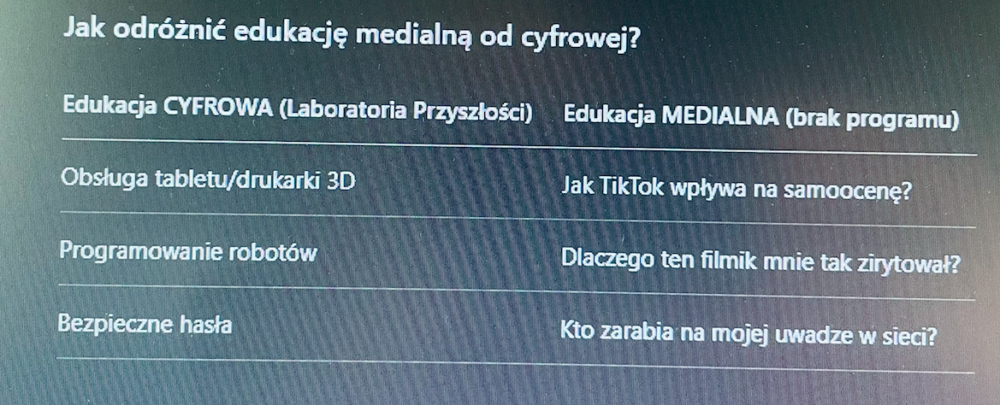 Jak odróżnić edukację medialną od cyfrowej?
Edukacja CYFROWA (Laboratoria Przyszłości) Edukacja MEDIALNA (brak programu)
Obsługa tabletu/drukarki 3D Jak TikTok wpływa na samoocenę?
Programowanie robotów Dlaczego ten filmik mnie tak zirytował?
Bezpieczne hasła Kto zarabia na mojej uwadze w sieci?